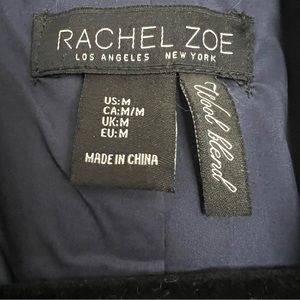 RACHEL ZOE
LOS ANGELES NEW YORK
US:M
CA:M/M
UK:M
EU:M
MADE IN CHINA
Wool blend